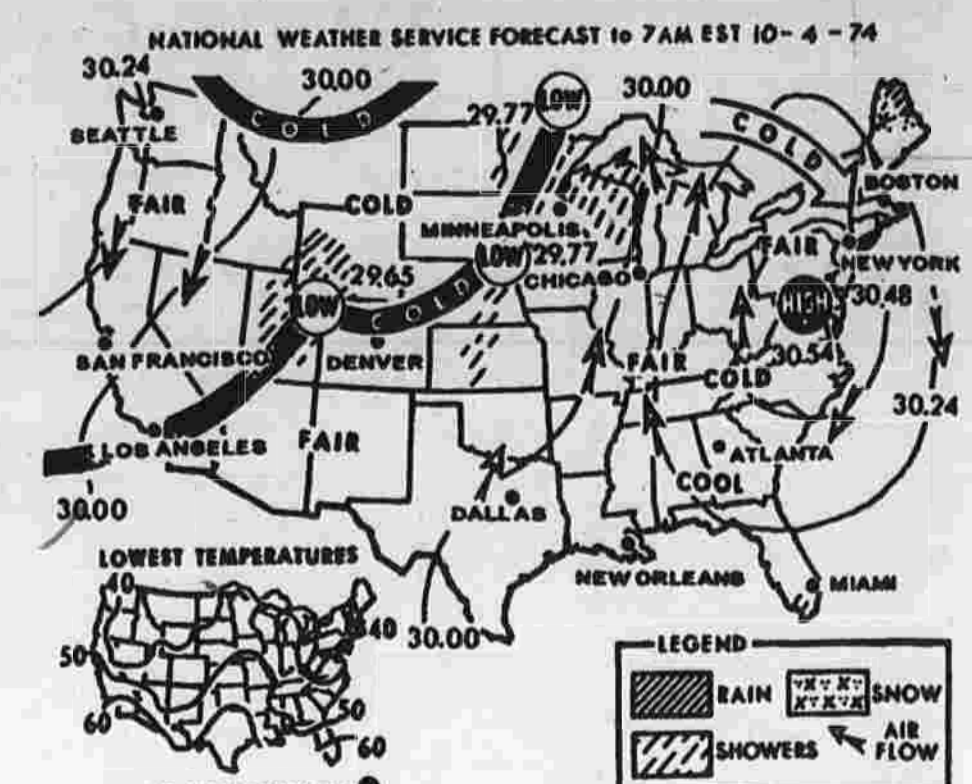 NATIONAL WEATHER SERVICE FORECAST to 7AM EST 10-4-74
30.24
30.00
LOW
29.77
30.00
COLD
COLD
SEATTLE
FAIR
COLD
BOSTON
MINNEAPOLIS
FAIR
LOW
29.77
NEW YORK
29.65
CHICAGO
LOW
COLD
HIGH
30.48
SAN FRANCISCO
DENVER
FAIR
30.54
COLD
30.24
LOS ANGELES
FAIR
ATLANTA
COOL
30.00
DALLAS
LOWEST TEMPERATURES
NEW ORLEANS
MIAMI
40
40
30.00
50
50
60
60
LEGEND
RAIN
SNOW
SHOWERS
AIR
FLOW